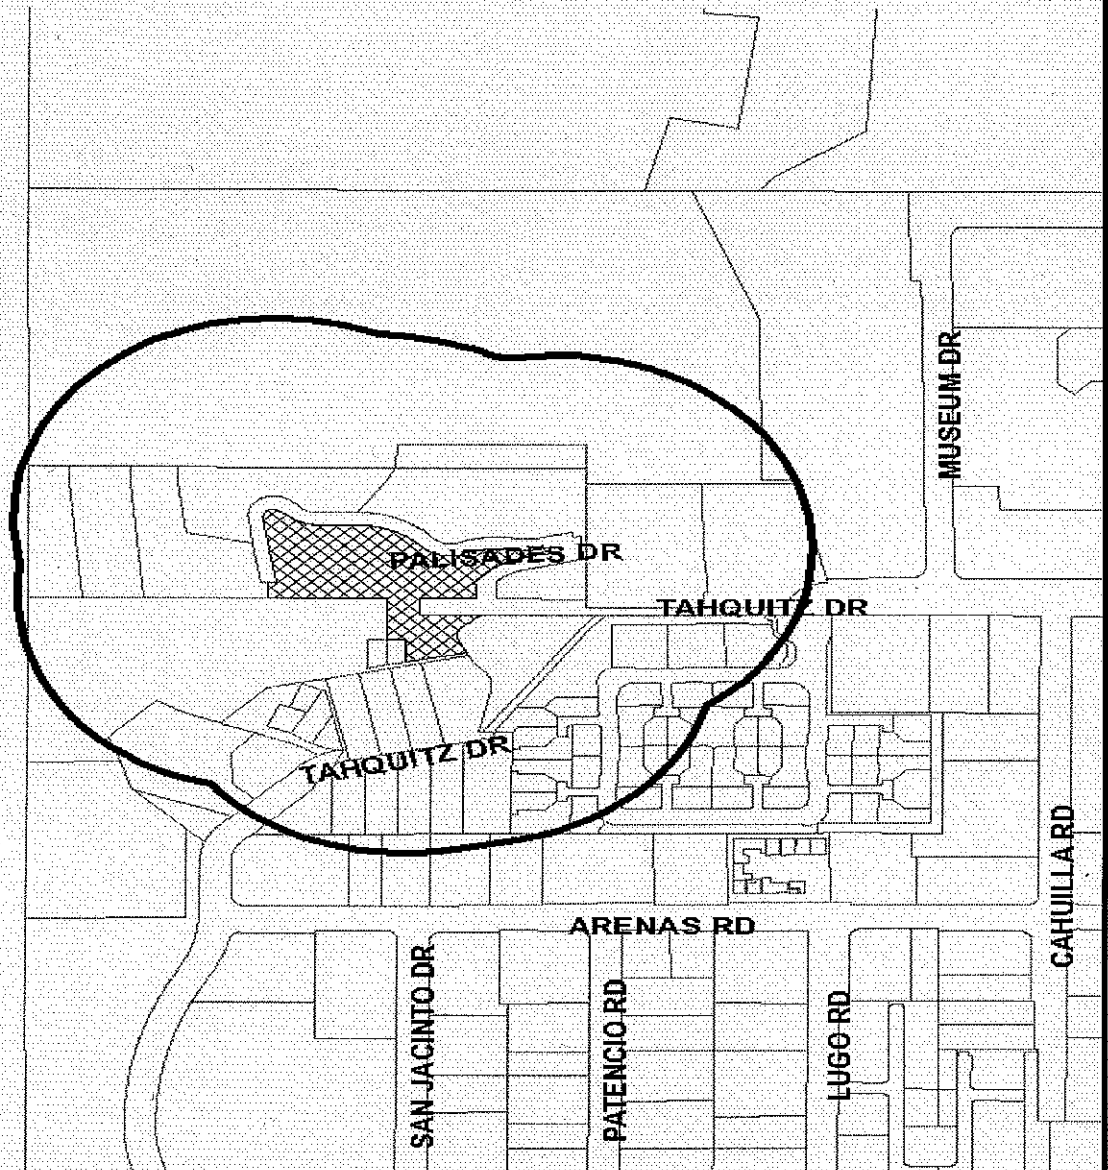 MUSEUM DR
PALISADES DR
TAHQUITZ DR
TAHQUITZ DR
CAHUILLA RD
ARENAS RD
SAN JACINTO DR
PATENCIO RD
LUGO RD